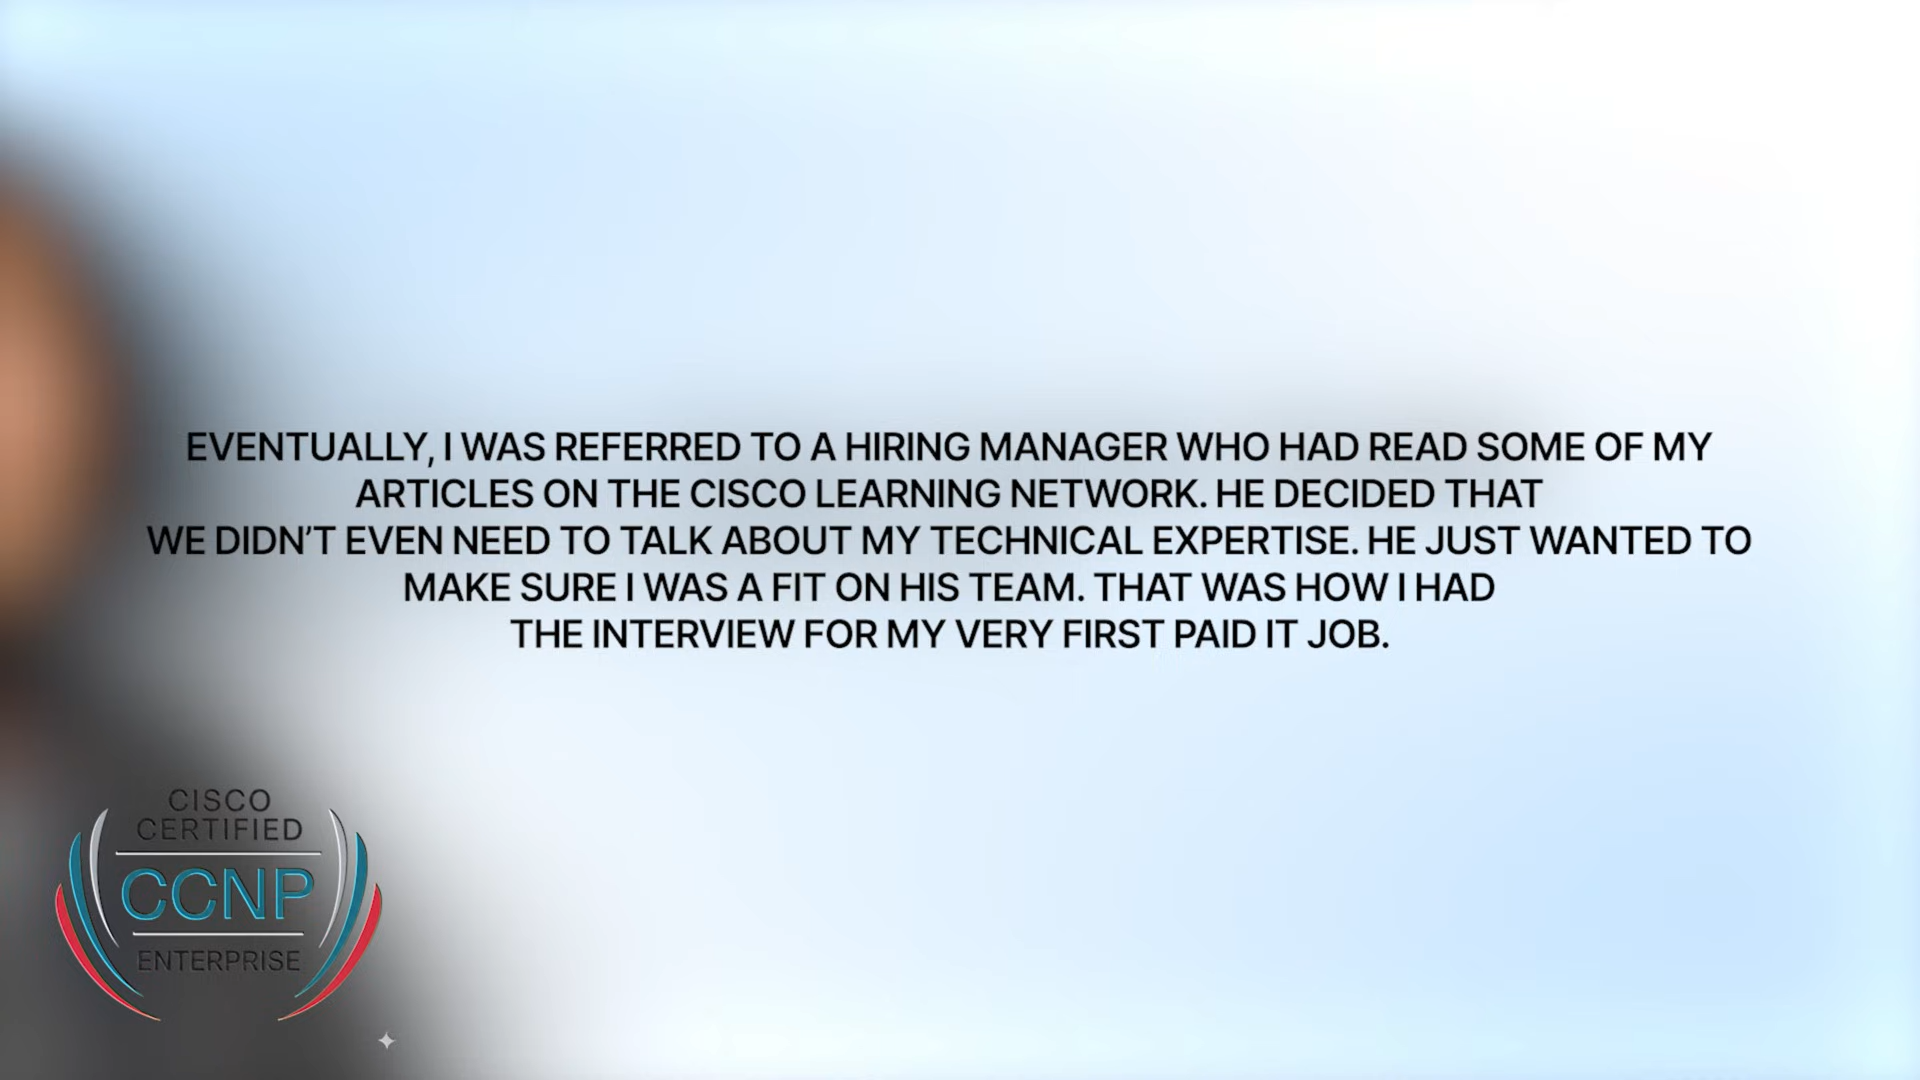 EVENTUALLY, I WAS REFERRED TO A HIRING MANAGER WHO HAD READ SOME OF MY
ARTICLES ON THE CISCO LEARNING NETWORK. HE DECIDED THAT
WE DIDN’T EVEN NEED TO TALK ABOUT MY TECHNICAL EXPERTISE. HE JUST WANTED TO
MAKE SURE I WAS A FIT ON HIS TEAM. THAT WAS HOW I HAD
THE INTERVIEW FOR MY VERY FIRST PAID IT JOB.
CISCO
CERTIFIED
CCNP
ENTERPRISE